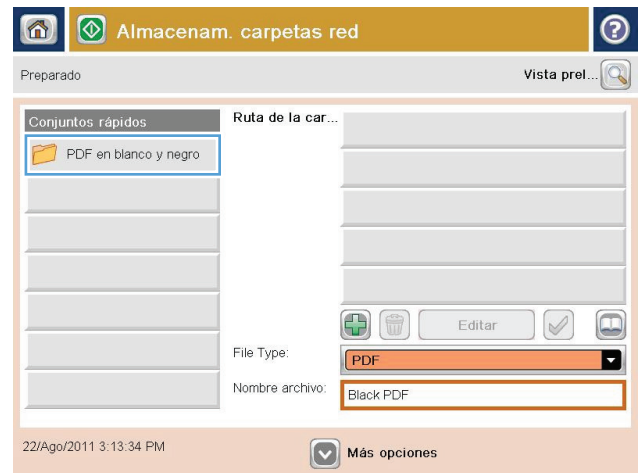 Almacenam. carpetas red
Preparado
Vista prel...
Conjuntos rápidos
PDF en blanco y negro
Ruta de la car...
Editar
File Type:
PDF
Nombre archivo:
Black PDF
22/Ago/2011 3:13:34 PM
Más opciones